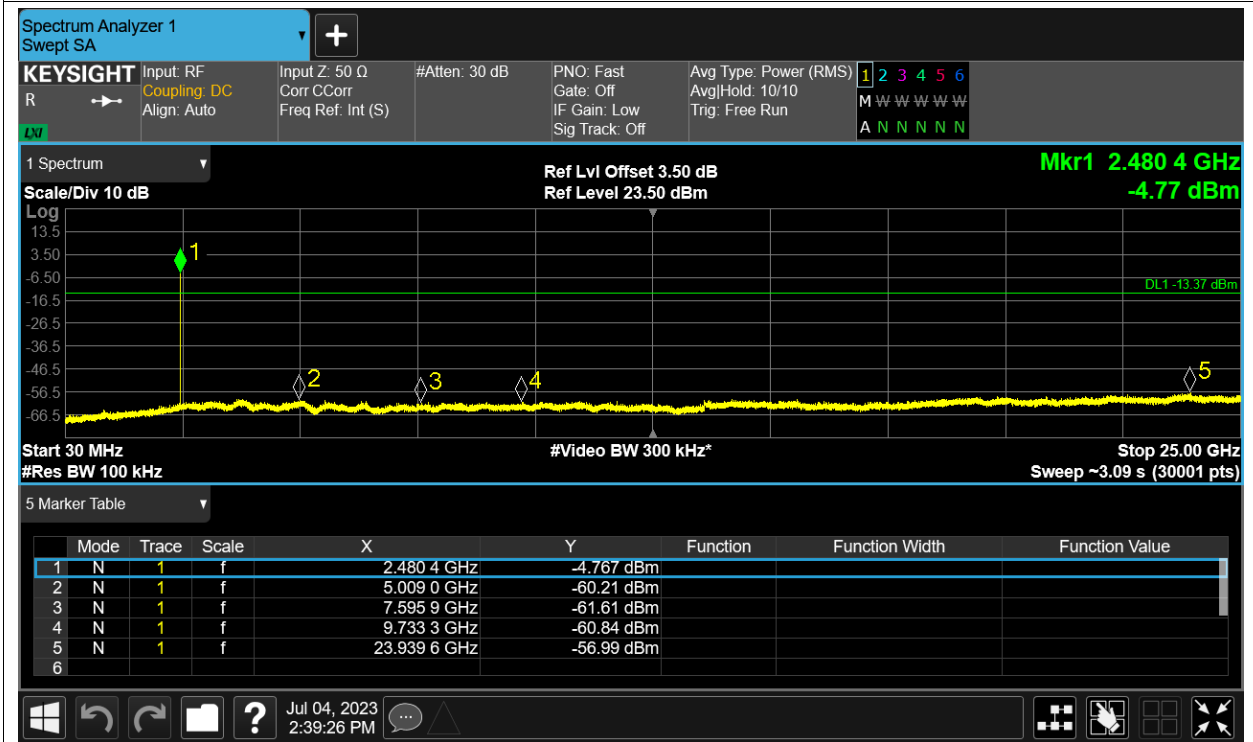 Spectrum Analyzer 1
Swept SA
+
KEYSIGHT Input: RF Input Z: 50 Ω #Atten: 30 dB PNO: Fast Avg Type: Power (RMS) 1 2 3 4 5 6
R Coupling: DC Corr CCorr Gate: Off Avg|Hold: 10/10 M W W W W W
Align: Auto Freq Ref: Int (S) IF Gain: Low Trig: Free Run
LXI Sig Track: Off A N N N N N
1 Spectrum Ref Lvl Offset 3.50 dB Mkr1 2.480 4 GHz
Scale/Div 10 dB Ref Level 23.50 dBm -4.77 dBm
Log
13.5
3.50 1
-6.50
DL1 -13.37 dBm
-16.5
-26.5
-36.5
-46.5
2 3 4 5
-56.5
-66.5
Start 30 MHz #Video BW 300 kHz* Stop 25.00 GHz
#Res BW 100 kHz Sweep ~3.09 s (30001 pts)
5 Marker Table
Mode Trace Scale X Y Function Function Width Function Value
1 N 1 f 2.480 4 GHz -4.767 dBm
2 N 1 f 5.009 0 GHz -60.21 dBm
3 N 1 f 7.595 9 GHz -61.61 dBm
4 N 1 f 9.733 3 GHz -60.84 dBm
5 N 1 f 23.939 6 GHz -56.99 dBm
6
? Jul 04, 2023
2:39:26 PM